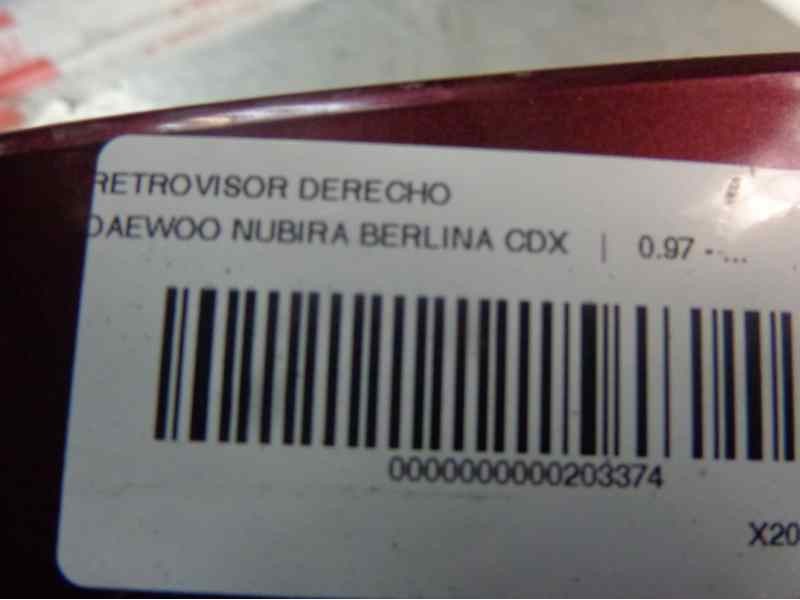 RETROVISOR DERECHO
DAEWOO NUBIRA BERLINA CDX | 0.97 - ...
0000000000203374
X20